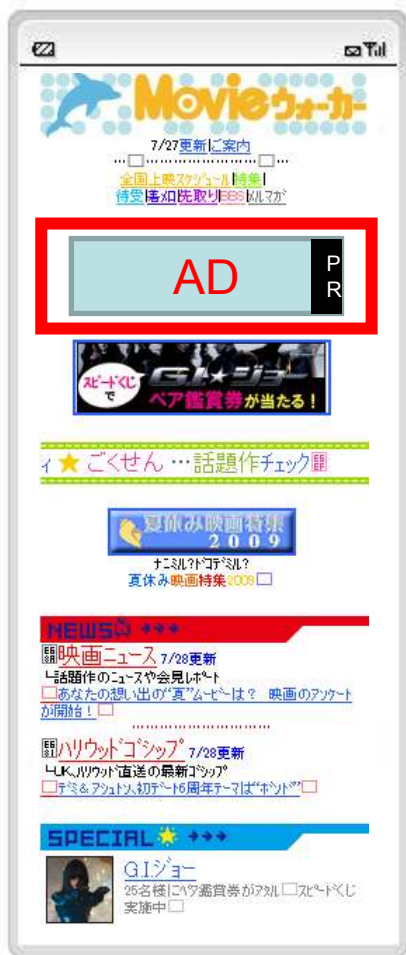 Movieウォーカー
7/27更新|ご案内
全国上映スケジュール|特集|
待受|着メロ|先取り|BBS|メルマガ
AD
PR
スピードくじで
G.I.★ジョー
ペア鑑賞券が当たる！
ィ★ごくせん…話題作チェック
夏休み映画特集
2009
ナニミル?ドコデミル?
夏休み映画特集2009
NEWS
映画ニュース 7/28更新
┗話題作のニュースや会見レポート
あなたの想い出の“夏”ムービーは？ 映画のアンケートが開始！
ハリウッドゴシップ 7/28更新
┗UK､ハリウッド直送の最新ゴシップ
デミ&アシュトン､初デート6周年テーマは“ボンド”
SPECIAL
G.I.ジョー
25名様にペア鑑賞券がアタル スピードくじ
実施中